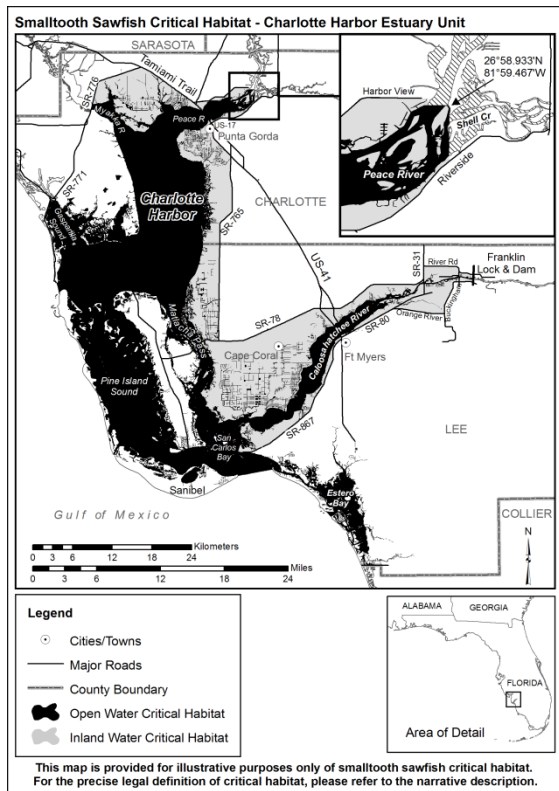 Smalltooth Sawfish Critical Habitat - Charlotte Harbor Estuary Unit
SARASOTA
Tamiami Trail
SR-776
Myakka R
Peace R
US-17
Punta Gorda
SR-771
Gasparilla Sound
Charlotte
Harbor
CHARLOTTE
SR-765
US-41
Harbor View
26°58.933'N
81°59.467'W
Shell Cr
Peace River
Riverside
SR-31
River Rd
Franklin
Lock & Dam
Buckingham
Orange River
SR-78
SR-80
Caloosahatchee River
Cape Coral
Ft Myers
Pass
Pine Island
Sound
SR-867
San
Carlos
Bay
LEE
Sanibel
Estero
Bay
COLLIER
Gulf of Mexico
N
Kilometers
0 3 6 12 18 24
Miles
0 3 6 12 18 24
Legend
Cities/Towns
Major Roads
County Boundary
Open Water Critical Habitat
Inland Water Critical Habitat
ALABAMA
GEORGIA
FLORIDA
Area of Detail
This map is provided for illustrative purposes only of smalltooth sawfish critical habitat.
For the precise legal definition of critical habitat, please refer to the narrative description.